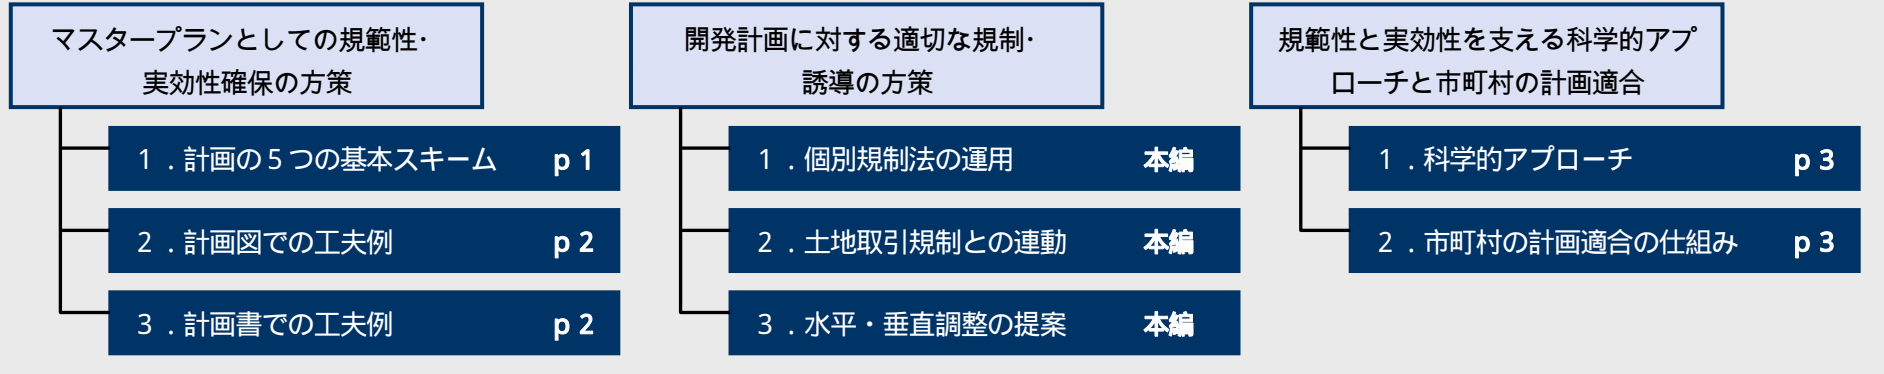 マスタープランとしての規範性・
実効性確保の方策
1．計画の5つの基本スキーム　p 1
2．計画図での工夫例　p 2
3．計画書での工夫例　p 2
開発計画に対する適切な規制・
誘導の方策
1．個別規制法の運用　本編
2．土地取引規制との連動　本編
3．水平・垂直調整の提案　本編
規範性と実効性を支える科学的アプ
ローチと市町村の計画適合
1．科学的アプローチ　p 3
2．市町村の計画適合の仕組み　p 3